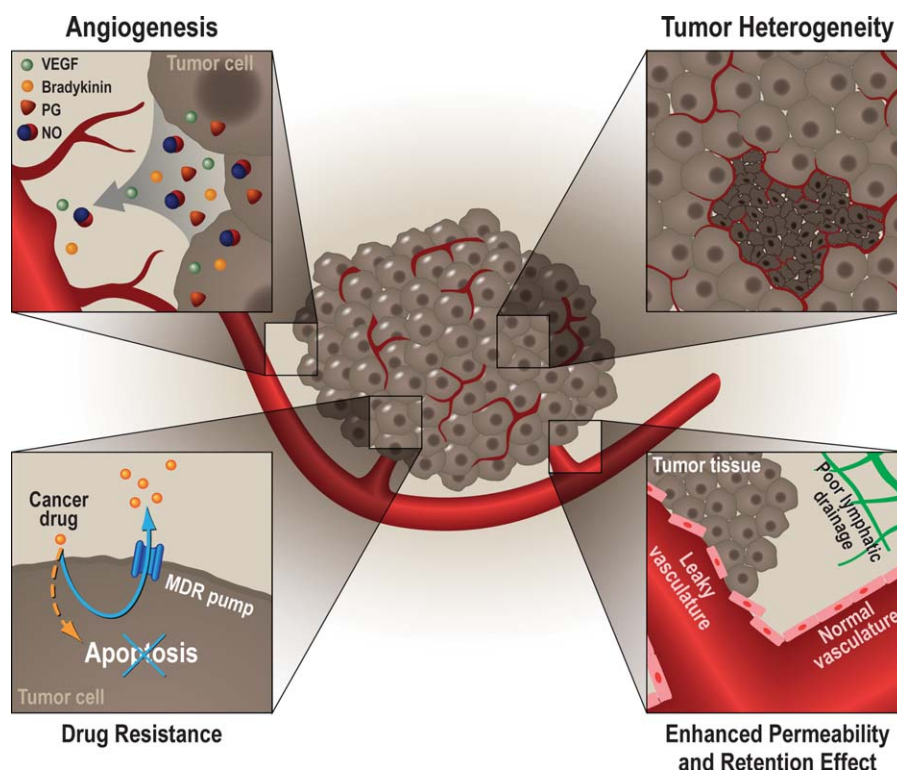 Angiogenesis
VEGF
Bradykinin
PG
NO
Tumor cell
Tumor Heterogeneity
Cancer
drug
MDR pump
Apoptosis
Tumor cell
Drug Resistance
Tumor tissue
Poor lymphatic
drainage
Leaky
vasculature
Normal
vasculature
Enhanced Permeability
and Retention Effect